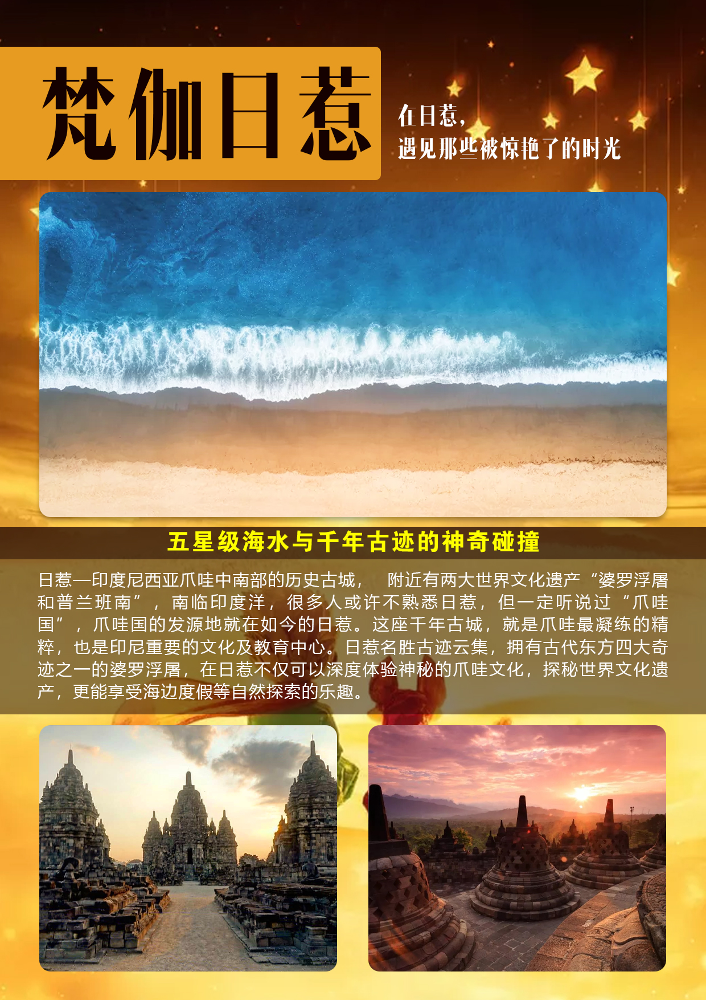 梵伽日惹
在日惹，
遇见那些被惊艳了的时光
五星级海水与千年古迹的神奇碰撞
日惹—印度尼西亚爪哇中南部的历史古城， 附近有两大世界文化遗产“婆罗浮屠
和普兰班南”，南临印度洋，很多人或许不熟悉日惹，但一定听说过“爪哇
国”，爪哇国的发源地就在如今的日惹。这座千年古城，就是爪哇最凝练的精
粹，也是印尼重要的文化及教育中心。日惹名胜古迹云集，拥有古代东方四大奇
迹之一的婆罗浮屠，在日惹不仅可以深度体验神秘的爪哇文化，探秘世界文化遗
产，更能享受海边度假等自然探索的乐趣。